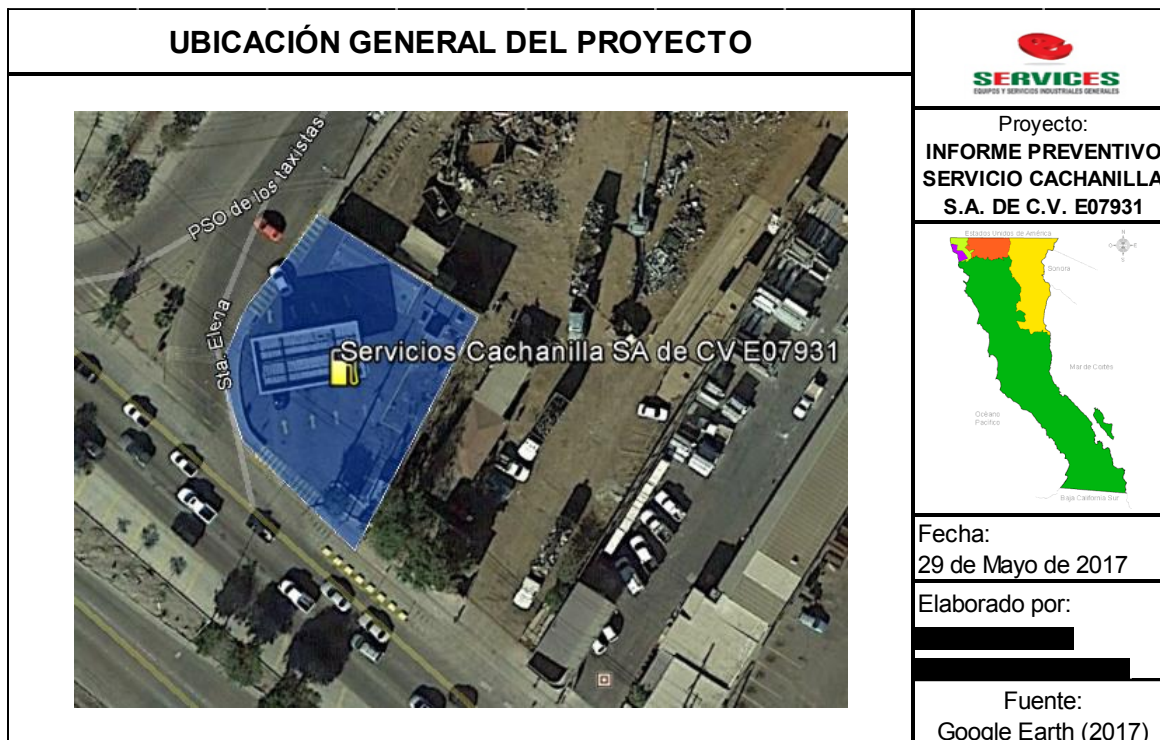 UBICACIÓN GENERAL DEL PROYECTO
PSO de los taxistas
Sta. Elena
Servicios Cachanilla SA de CV E07931
SERVICES
EQUIPOS Y SERVICIOS INDUSTRIALES GENERALES
Proyecto:
INFORME PREVENTIVO
SERVICIO CACHANILLA
S.A. DE C.V. E07931
Estados Unidos de América
N
O
E
S
Sonora
Mar de Cortés
Océano
Pacífico
Baja California Sur
Fecha:
29 de Mayo de 2017
Elaborado por:
Fuente:
Google Earth (2017)